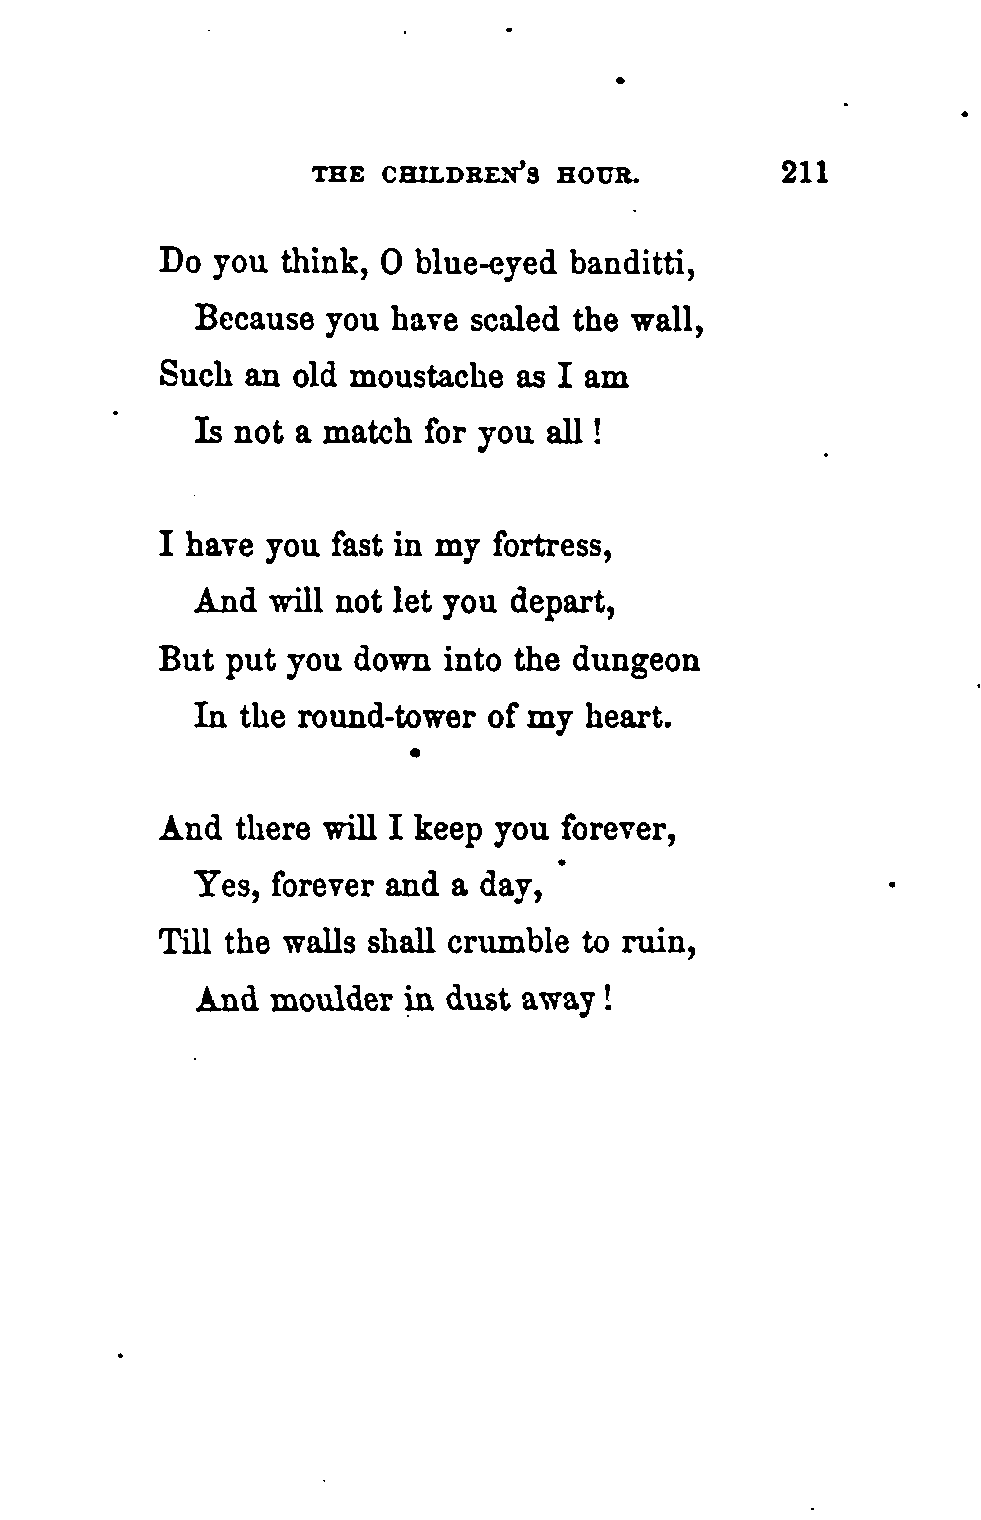 THE CHILDREN'S HOUR. 211
Do you think, O blue-eyed banditti,
Because you have scaled the wall,
Such an old moustache as I am
Is not a match for you all !
I have you fast in my fortress,
And will not let you depart,
But put you down into the dungeon
In the round-tower of my heart.
And there will I keep you forever,
Yes, forever and a day,
Till the walls shall crumble to ruin,
And moulder in dust away !